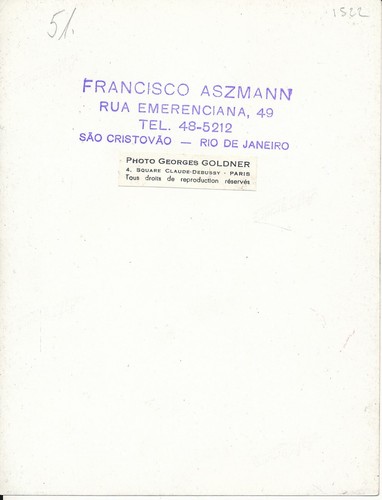 51.
1522
FRANCISCO ASZMANN
RUA EMERENCIANA, 49
TEL. 48-5212
SÃO CRISTOVÃO — RIO DE JANEIRO
PHOTO GEORGES GOLDNER
4, SQUARE CLAUDE-DEBUSSY - PARIS
Tous droits de reproduction réservés